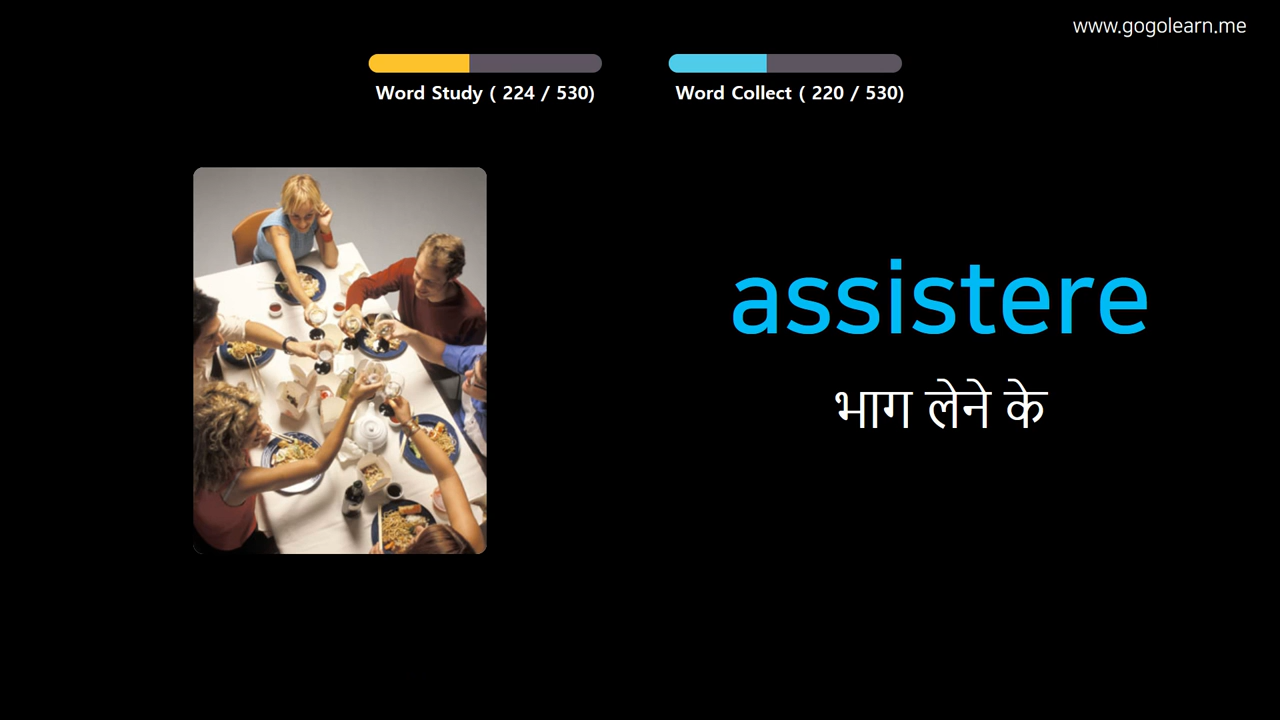 www.gogolearn.me
Word Study ( 224 / 530)
Word Collect ( 220 / 530)
assistere
भाग लेने के